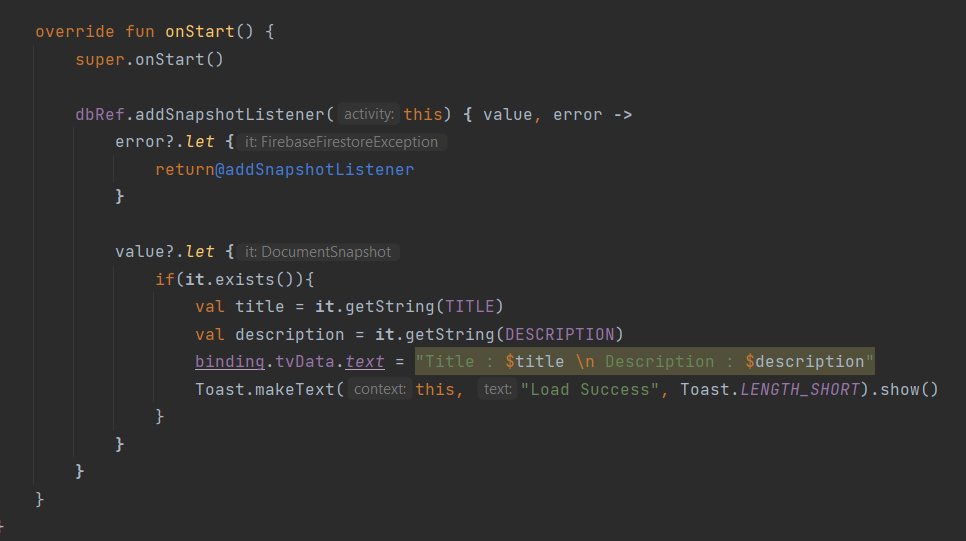 override fun onStart() {
super.onStart()
dbRef.addSnapshotListener( activity: this) { value, error ->
error?.let { it: FirebaseFirestoreException
return@addSnapshotListener
}
value?.let { it: DocumentSnapshot
if(it.exists()){
val title = it.getString(TITLE)
val description = it.getString(DESCRIPTION)
binding.tvData.text = "Title : $title \n Description : $description"
Toast.makeText( context: this, text: "Load Success", Toast.LENGTH_SHORT).show()
}
}
}
}
}